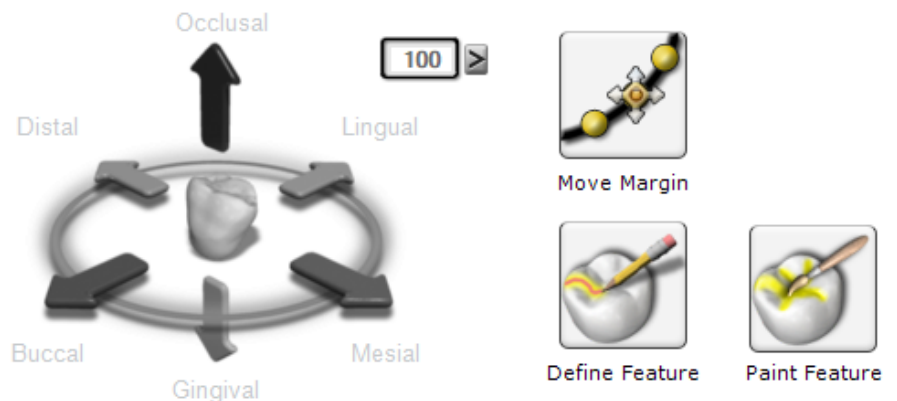 Occlusal
100 >
Distal
Lingual
Move Margin
Buccal
Mesial
Gingival
Define Feature
Paint Feature